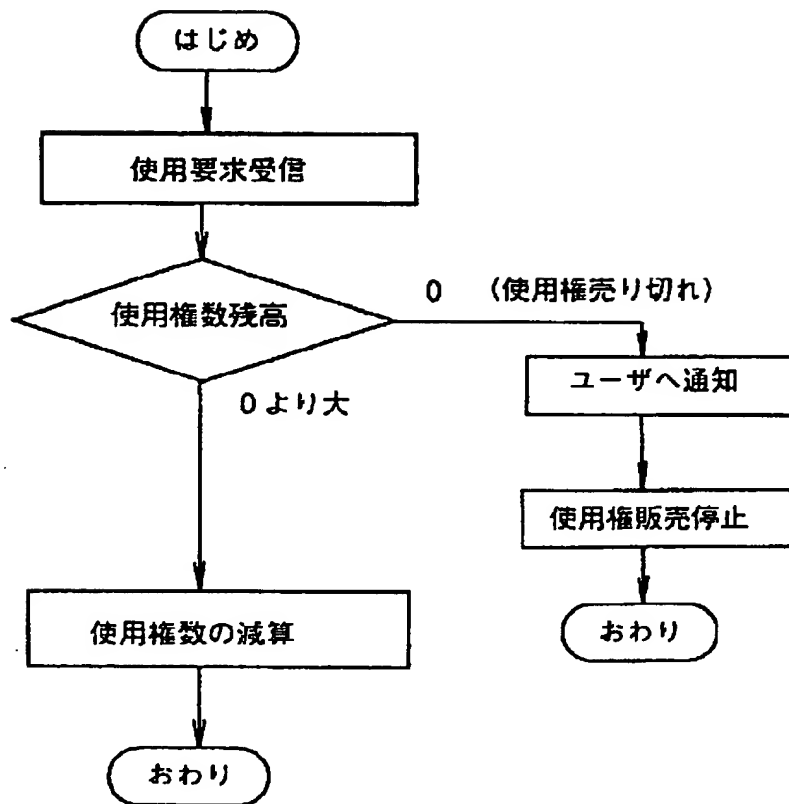 はじめ
使用要求受信
使用権数残高
0 (使用権売り切れ)
0より大
ユーザへ通知
使用権販売停止
おわり
使用権数の減算
おわり